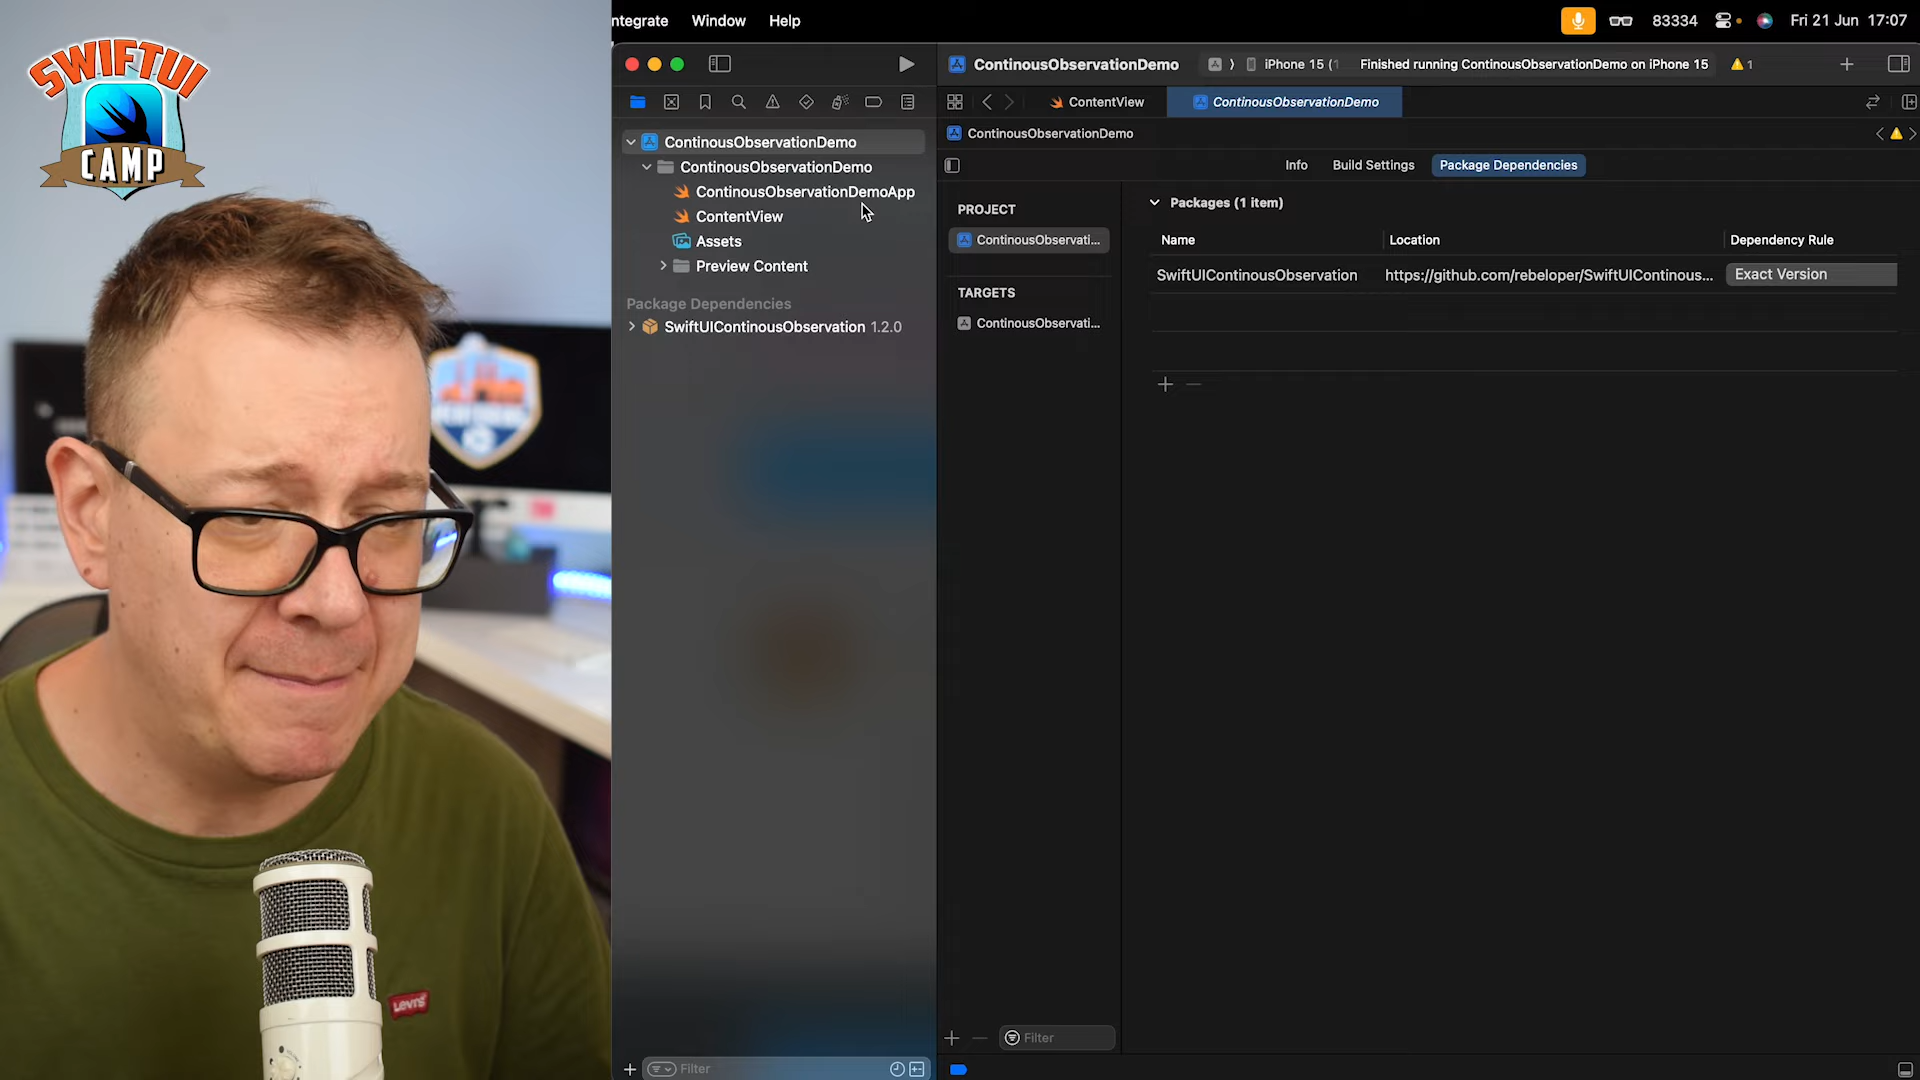 SWIFTUI
CAMP
Levi's
ntegrate Window Help
83334 Fri 21 Jun 17:07
ContinousObservationDemo
iPhone 15 (1
Finished running ContinousObservationDemo on iPhone 15
1
ContentView
ContinousObservationDemo
ContinousObservationDemo
ContinousObservationDemo
ContinousObservationDemo
ContinousObservationDemoApp
ContentView
Assets
Preview Content
Package Dependencies
SwiftUIContinousObservation 1.2.0
Filter
Info Build Settings Package Dependencies
PROJECT
ContinousObservati...
TARGETS
ContinousObservati...
Filter
Packages (1 item)
Name Location Dependency Rule
SwiftUIContinousObservation https://github.com/rebeloper/SwiftUIContinous... Exact Version